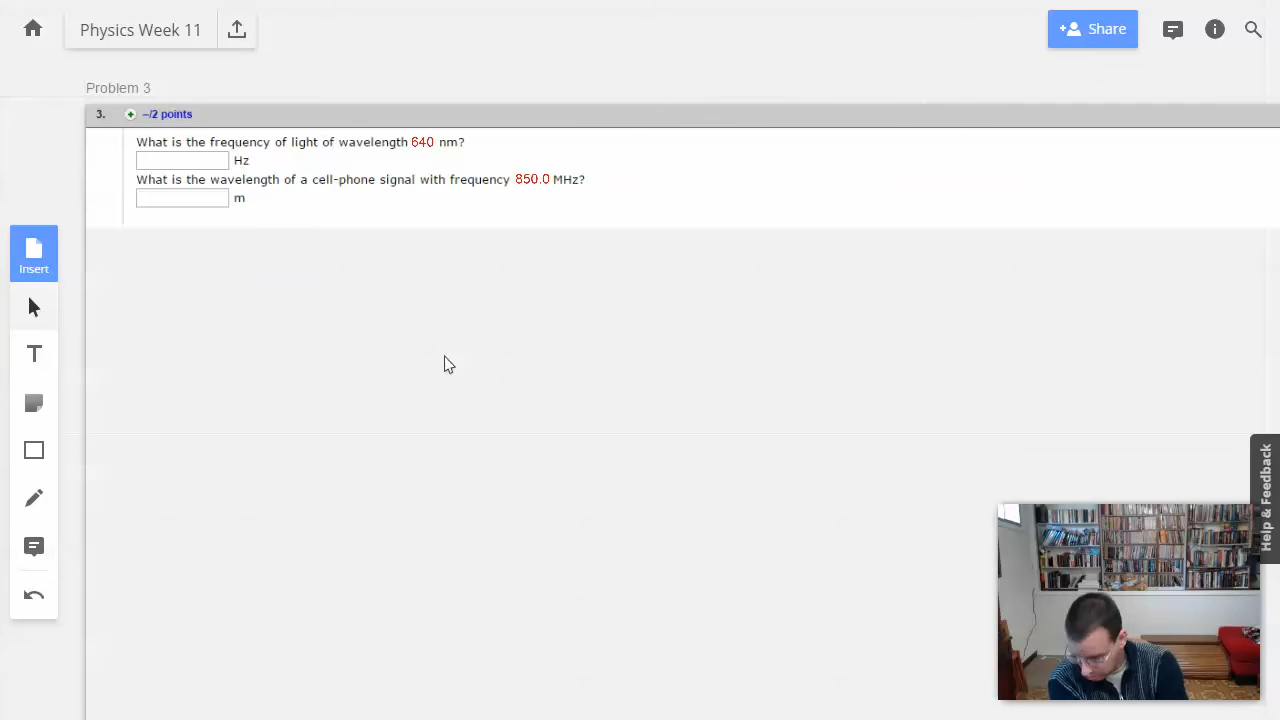 Physics Week 11
Share
Problem 3
3. –/2 points
What is the frequency of light of wavelength 640 nm?
Hz
What is the wavelength of a cell-phone signal with frequency 850.0 MHz?
m
Insert
T
Help & Feedback